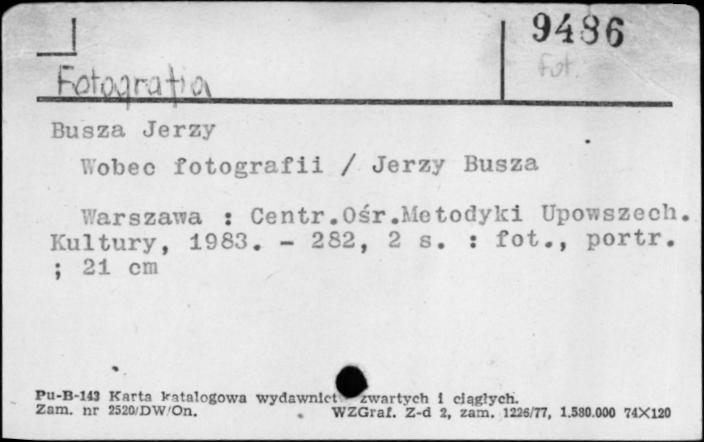 9486
Fot.
Fotografia
Busza Jerzy
Wobec fotografii / Jerzy Busza
Warszawa : Centr.Ośr.Metodyki Upowszech.
Kultury, 1983. - 282, 2 s. : fot., portr.
; 21 cm
Pu-B-143 Karta katalogowa wydawnict zwartych i ciągłych.
Zam. nr 2520/DW/On. WZGraf. Z-d 2, zam. 1226/77, 1.580.000 74X120